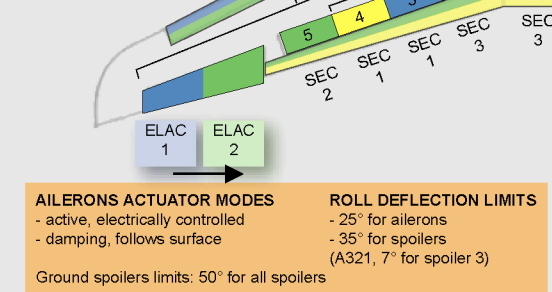 3
4
5
SEC
2
SEC
1
SEC
1
SEC
3
SEC
3
ELAC
1
ELAC
2
AILERONS ACTUATOR MODES
- active, electrically controlled
- damping, follows surface
Ground spoilers limits: 50° for all spoilers
ROLL DEFLECTION LIMITS
- 25° for ailerons
- 35° for spoilers
(A321, 7° for spoiler 3)